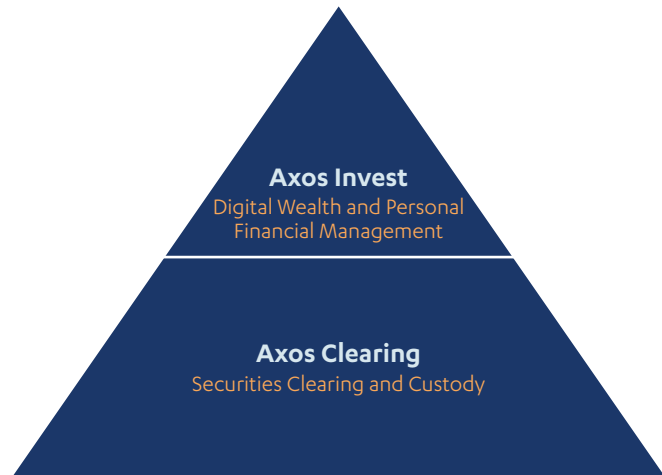 Axos Invest
Digital Wealth and Personal
Financial Management
Axos Clearing
Securities Clearing and Custody